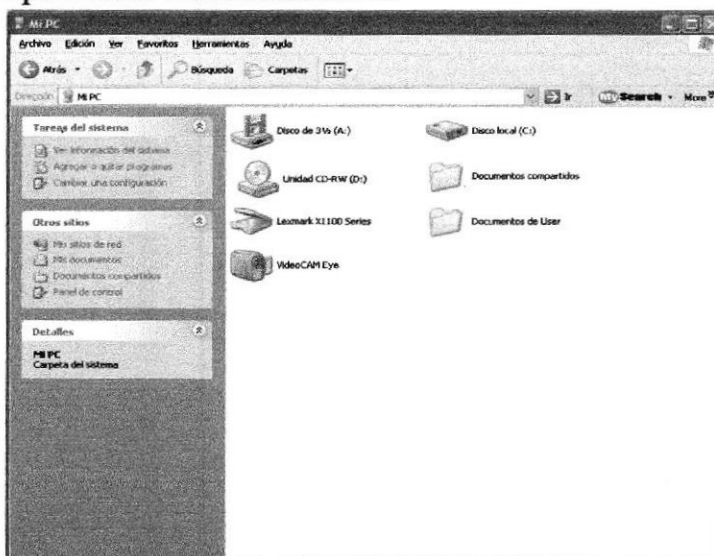 Mi PC
Archivo Edición Ver Favoritos Herramientas Ayuda
Atrás Búsqueda Carpetas
Dirección Mi PC Ir My Search More
Tareas del sistema
Ver información del sistema
Agregar o quitar programas
Cambiar una configuración
Otros sitios
Mis sitios de red
Mis documentos
Documentos compartidos
Panel de control
Detalles
Mi PC
Carpeta del sistema
Disco de 3½ (A:)
Disco local (C:)
Unidad CD-RW (D:)
Documentos compartidos
Lexmark X1100 Series
Documentos de User
VideoCAM Eye